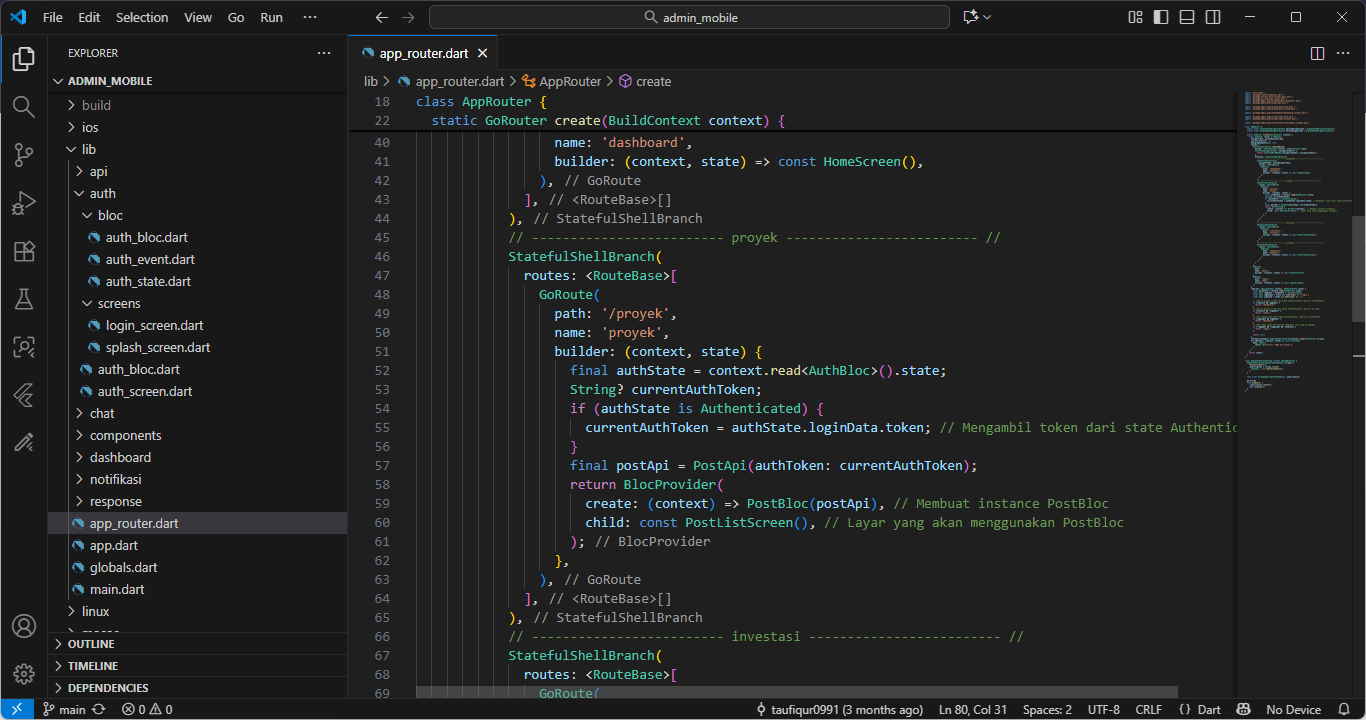 File Edit Selection View Go Run ···
admin_mobile
EXPLORER
ADMIN_MOBILE
build
ios
lib
api
auth
bloc
auth_bloc.dart
auth_event.dart
auth_state.dart
screens
login_screen.dart
splash_screen.dart
auth_bloc.dart
auth_screen.dart
chat
components
dashboard
notifikasi
response
app_router.dart
app.dart
globals.dart
main.dart
linux
OUTLINE
TIMELINE
DEPENDENCIES
app_router.dart
lib > app_router.dart > AppRouter > create
18 class AppRouter {
22 static GoRouter create(BuildContext context) {
40 name: 'dashboard',
41 builder: (context, state) => const HomeScreen(),
42 ), // GoRoute
43 ], // <RouteBase>[]
44 ), // StatefulShellBranch
45 // ------------------------- proyek ------------------------- //
46 StatefulShellBranch(
47 routes: <RouteBase>[
48 GoRoute(
49 path: '/proyek',
50 name: 'proyek',
51 builder: (context, state) {
52 final authState = context.read<AuthBloc>().state;
53 String? currentAuthToken;
54 if (authState is Authenticated) {
55 currentAuthToken = authState.loginData.token; // Mengambil token dari state Authentic
56 }
57 final postApi = PostApi(authToken: currentAuthToken);
58 return BlocProvider(
59 create: (context) => PostBloc(postApi), // Membuat instance PostBloc
60 child: const PostListScreen(), // Layar yang akan menggunakan PostBloc
61 ); // BlocProvider
62 },
63 ), // GoRoute
64 ], // <RouteBase>[]
65 ), // StatefulShellBranch
66 // ------------------------- investasi ------------------------- //
67 StatefulShellBranch(
68 routes: <RouteBase>[
69 GoRoute(
main 0 0 taufiqur0991 (3 months ago) Ln 80, Col 31 Spaces: 2 UTF-8 CRLF {} Dart No Device